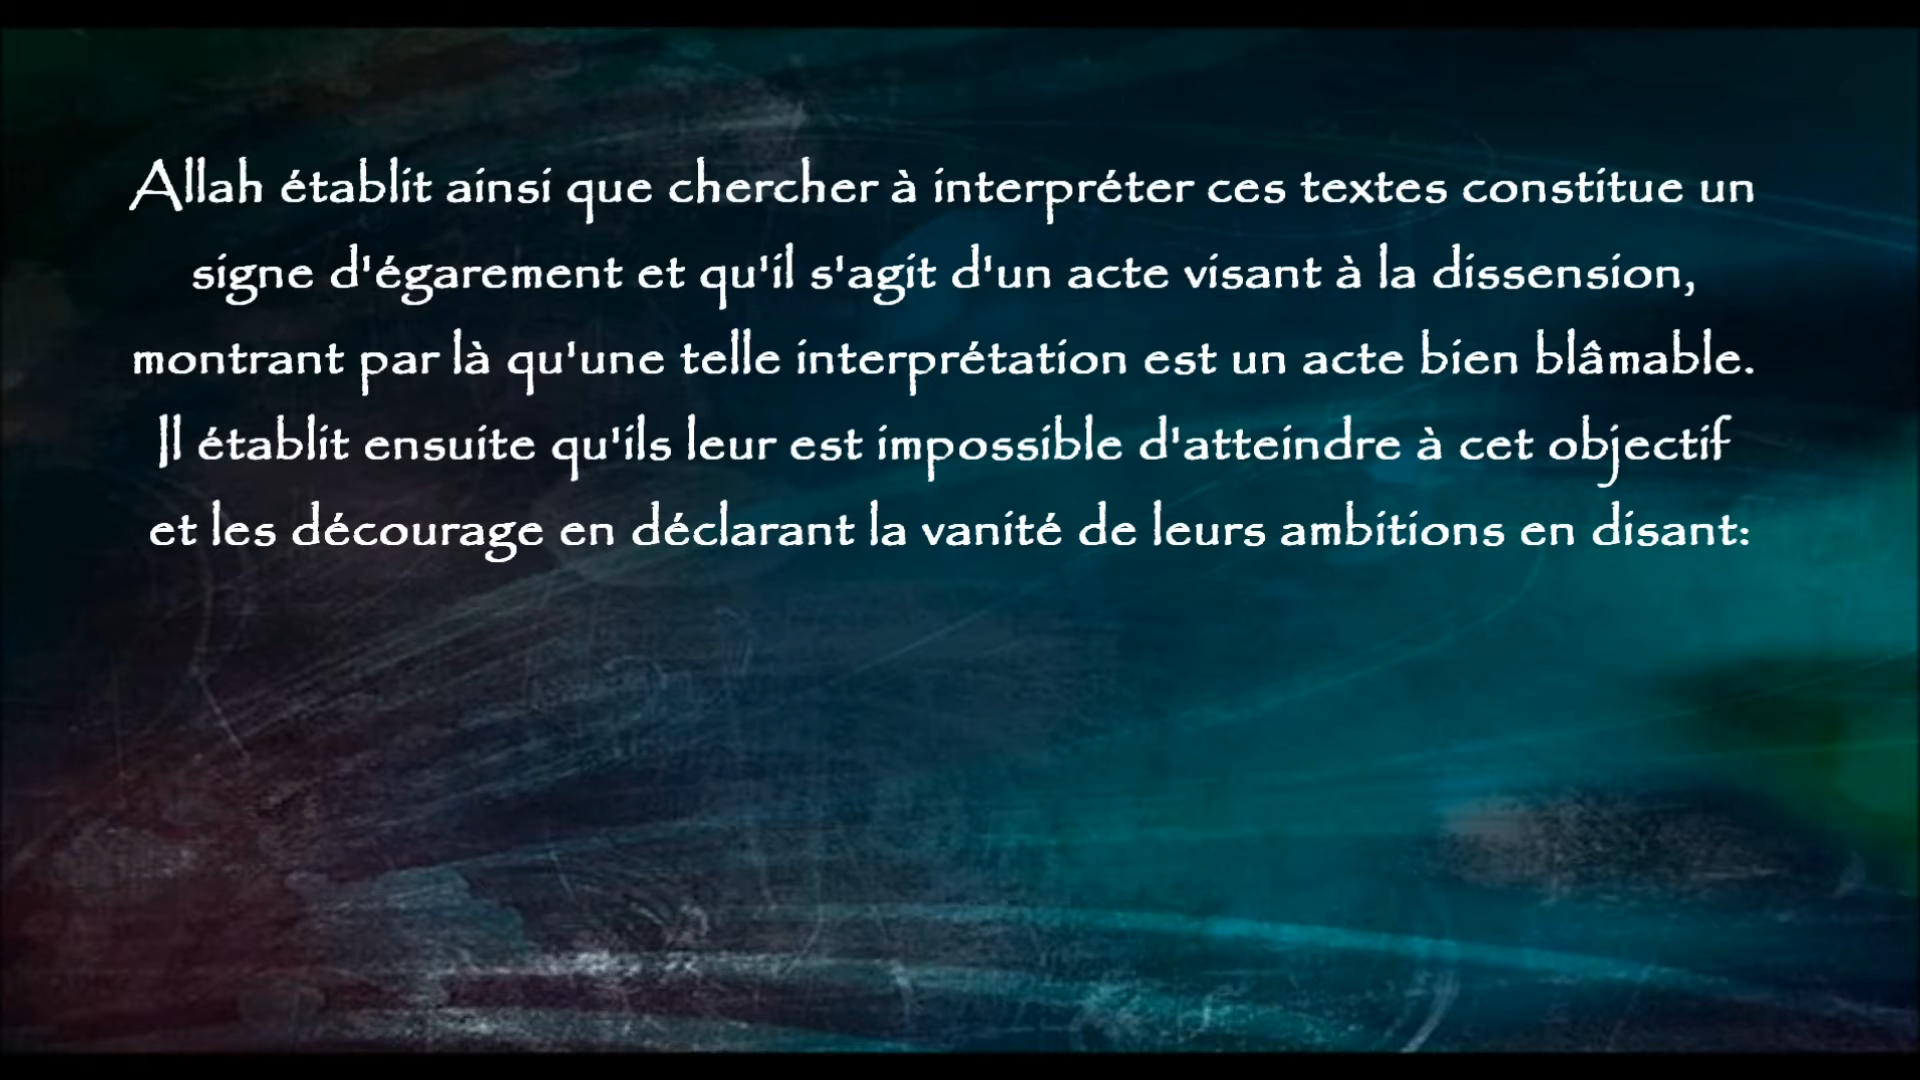 Allah établit ainsi que chercher à interpréter ces textes constitue un
signe d'égarement et qu'il s'agit d'un acte visant à la dissension,
montrant par là qu'une telle interprétation est un acte bien blâmable.
Il établit ensuite qu'ils leur est impossible d'atteindre à cet objectif
et les décourage en déclarant la vanité de leurs ambitions en disant: